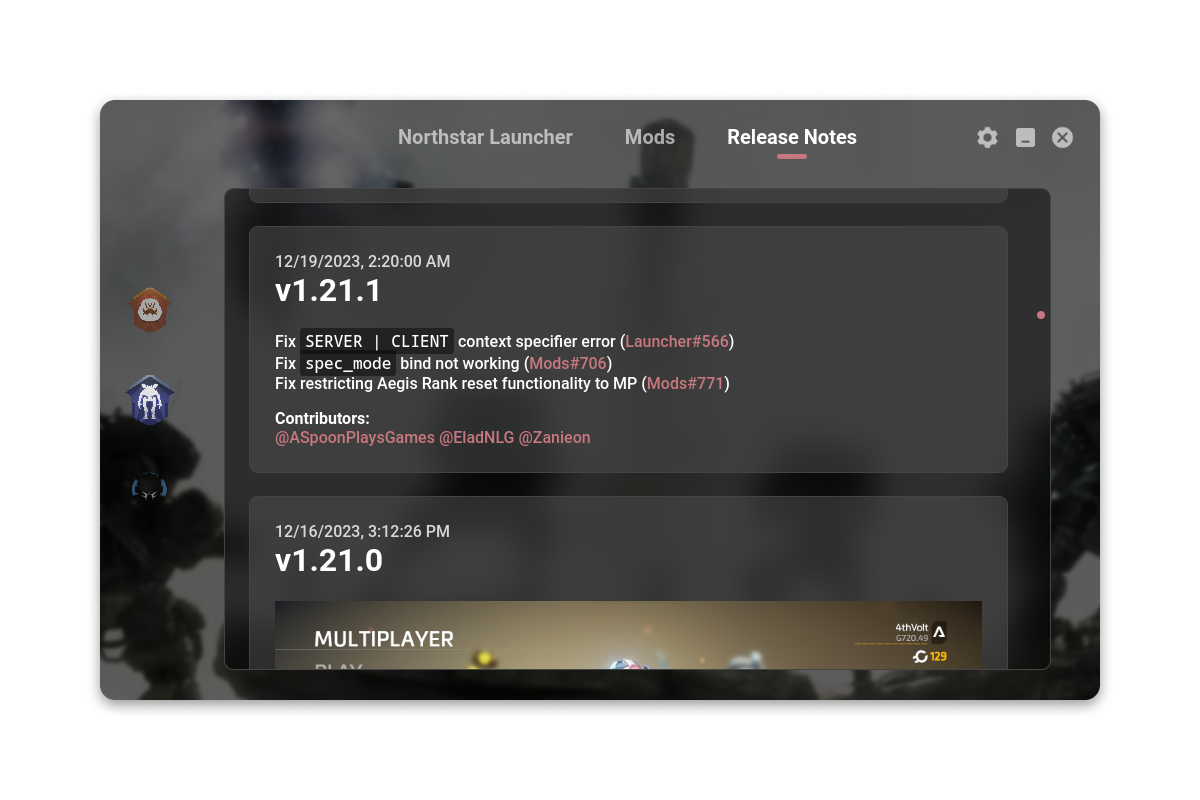 Northstar Launcher Mods Release Notes
12/19/2023, 2:20:00 AM
v1.21.1
Fix SERVER | CLIENT context specifier error (Launcher#566)
Fix spec_mode bind not working (Mods#706)
Fix restricting Aegis Rank reset functionality to MP (Mods#771)
Contributors:
@ASpoonPlaysGames @EladNLG @Zanieon
12/16/2023, 3:12:26 PM
v1.21.0
MULTIPLAYER
4thVolt
G720.49
129
PLAY